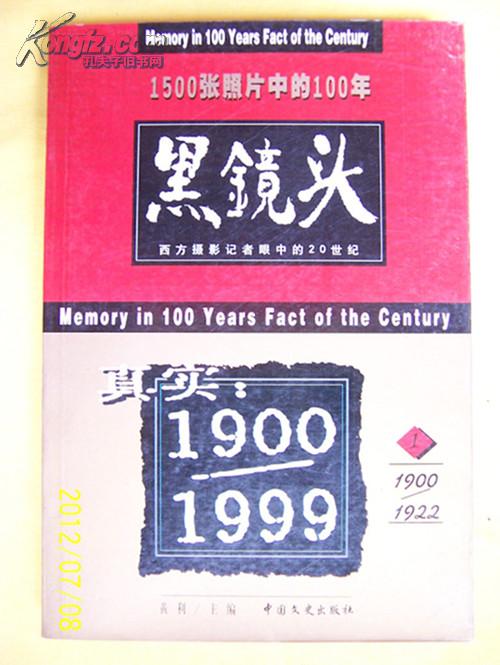 Kongfz.com
孔夫子旧书网
Memory in 100 Years Fact of the Century
1500张照片中的100年
黑鏡头
西方摄影记者眼中的20世纪
Memory in 100 Years Fact of the Century
真实:
1900
1999
1
1900
1922
黄利/主编 中国文史出版社
2012/07/08